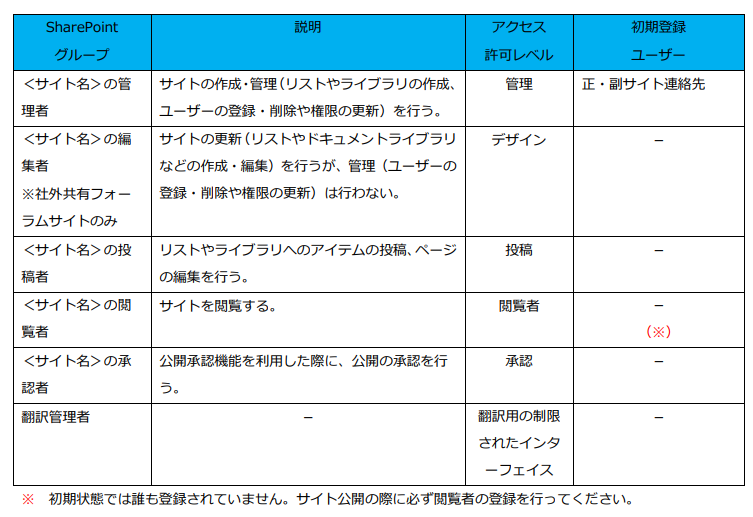 SharePoint
グループ
説明
アクセス
許可レベル
初期登録
ユーザー
＜サイト名＞の管
理者
サイトの作成・管理（リストやライブラリの作成、
ユーザーの登録・削除や権限の更新）を行う。
管理
正・副サイト連絡先
＜サイト名＞の編
集者
※社外共有フォー
ラムサイトのみ
サイトの更新（リストやドキュメントライブラリ
などの作成・編集）を行うが、管理（ユーザーの
登録・削除や権限の更新）は行わない。
デザイン
－
＜サイト名＞の投
稿者
リストやライブラリへのアイテムの投稿、ページ
の編集を行う。
投稿
－
＜サイト名＞の閲
覧者
サイトを閲覧する。
閲覧者
－
（※）
＜サイト名＞の承
認者
公開承認機能を利用した際に、公開の承認を行
う。
承認
－
翻訳管理者
－
翻訳用の制限
されたインタ
ーフェイス
－
※　初期状態では誰も登録されていません。サイト公開の際に必ず閲覧者の登録を行ってください。